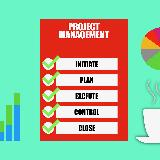 PROJECT
MANAGEMENT
INITIATE
PLAN
EXECUTE
CONTROL
CLOSE